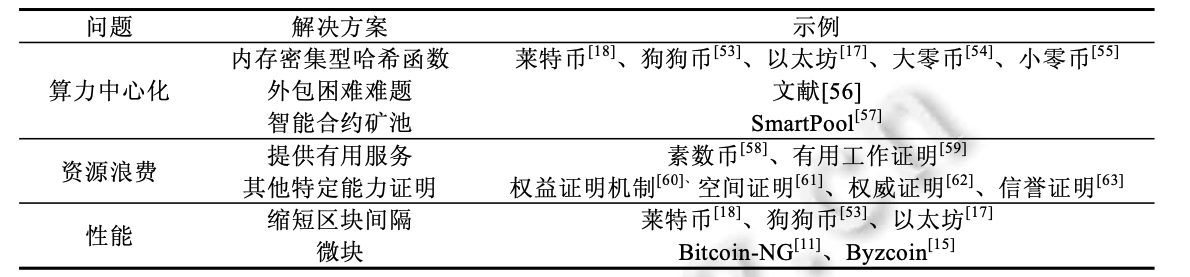 问题 解决方案 示例
内存密集型哈希函数 莱特币[18]、狗狗币[53]、以太坊[17]、大零币[54]、小零币[55]
算力中心化 外包困难难题 文献[56]
智能合约矿池 SmartPool[57]
提供有用服务 素数币[58]、有用工作证明[59]
资源浪费
其他特定能力证明 权益证明机制[60]、空间证明[61]、权威证明[62]、信誉证明[63]
缩短区块间隔 莱特币[18]、狗狗币[53]、以太坊[17]
性能
微块 Bitcoin-NG[11]、Byzcoin[15]